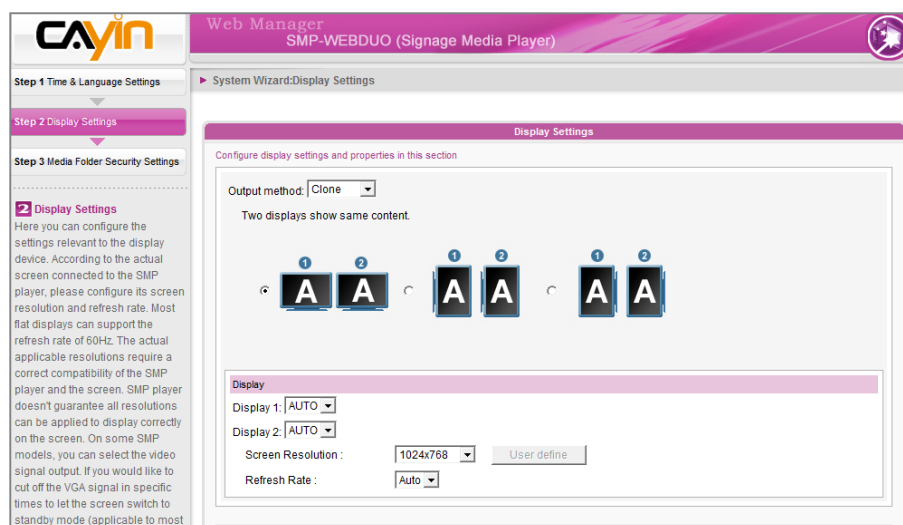 CAYIN
Web Manager
SMP-WEBDUO (Signage Media Player)
Step 1 Time & Language Settings
Step 2 Display Settings
Step 3 Media Folder Security Settings
2 Display Settings
Here you can configure the
settings relevant to the display
device. According to the actual
screen connected to the SMP
player, please configure its screen
resolution and refresh rate. Most
flat displays can support the
refresh rate of 60Hz. The actual
applicable resolutions require a
correct compatibility of the SMP
player and the screen. SMP player
doesn't guarantee all resolutions
can be applied to display correctly
on the screen. On some SMP
models, you can select the video
signal output. If you would like to
cut off the VGA signal in specific
times to let the screen switch to
standby mode (applicable to most
System Wizard:Display Settings
Display Settings
Configure display settings and properties in this section
Output method: Clone
Two displays show same content.
1 2 1 2 1 2
A A A A A A
Display
Display 1: AUTO
Display 2: AUTO
Screen Resolution : 1024x768 User define
Refresh Rate : Auto